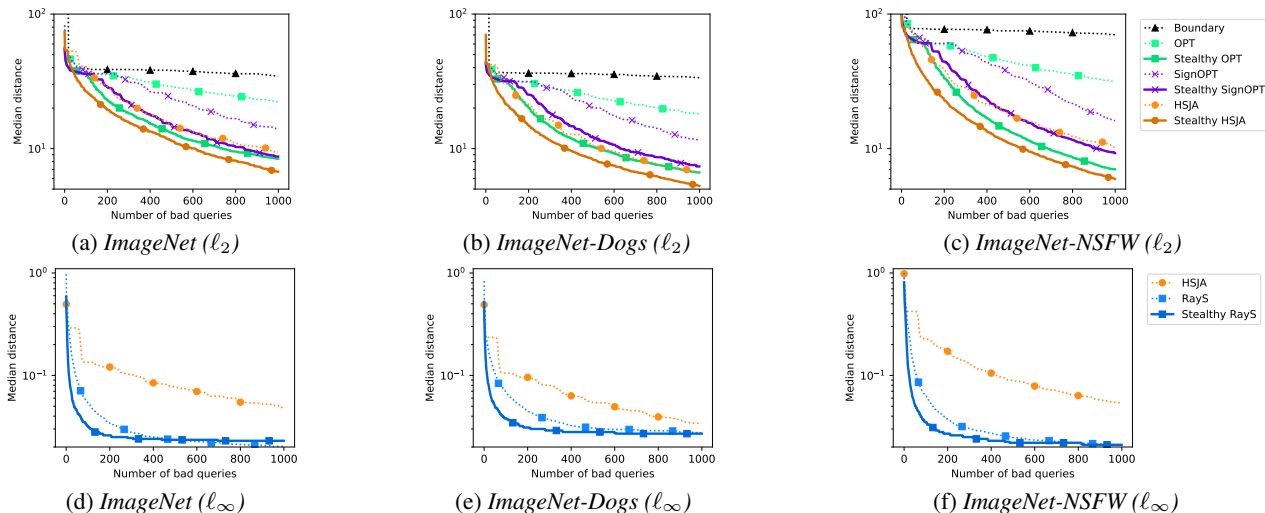 10²
10¹
Median distance
0 200 400 600 800 1000
Number of bad queries
(a) ImageNet (ℓ₂)
10²
10¹
Median distance
0 200 400 600 800 1000
Number of bad queries
(b) ImageNet-Dogs (ℓ₂)
10²
10¹
Median distance
0 200 400 600 800 1000
Number of bad queries
(c) ImageNet-NSFW (ℓ₂)
Boundary
OPT
Stealthy OPT
SignOPT
Stealthy SignOPT
HSJA
Stealthy HSJA
10⁰
10⁻¹
Median distance
0 200 400 600 800 1000
Number of bad queries
(d) ImageNet (ℓ∞)
10⁰
10⁻¹
Median distance
0 200 400 600 800 1000
Number of bad queries
(e) ImageNet-Dogs (ℓ∞)
10⁰
10⁻¹
Median distance
0 200 400 600 800 1000
Number of bad queries
(f) ImageNet-NSFW (ℓ∞)
HSJA
RayS
Stealthy RayS